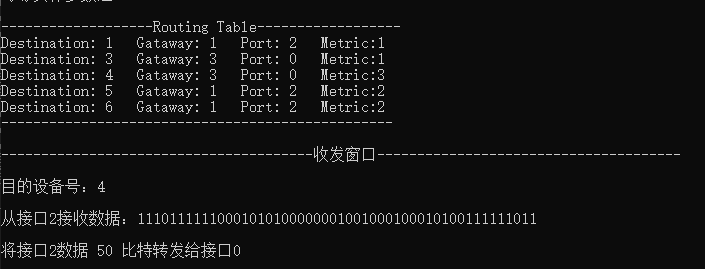 --------------------Routing Table------------------
Destination: 1 Gataway: 1 Port: 2 Metric:1
Destination: 3 Gataway: 3 Port: 0 Metric:1
Destination: 4 Gataway: 3 Port: 0 Metric:3
Destination: 5 Gataway: 1 Port: 2 Metric:2
Destination: 6 Gataway: 1 Port: 2 Metric:2
-------------------------------------------------
---------------------------------------收发窗口--------------------------------------
目的设备号：4
从接口2接收数据：11101111110001010100000001001000100010100111111011
将接口2数据 50 比特转发给接口0